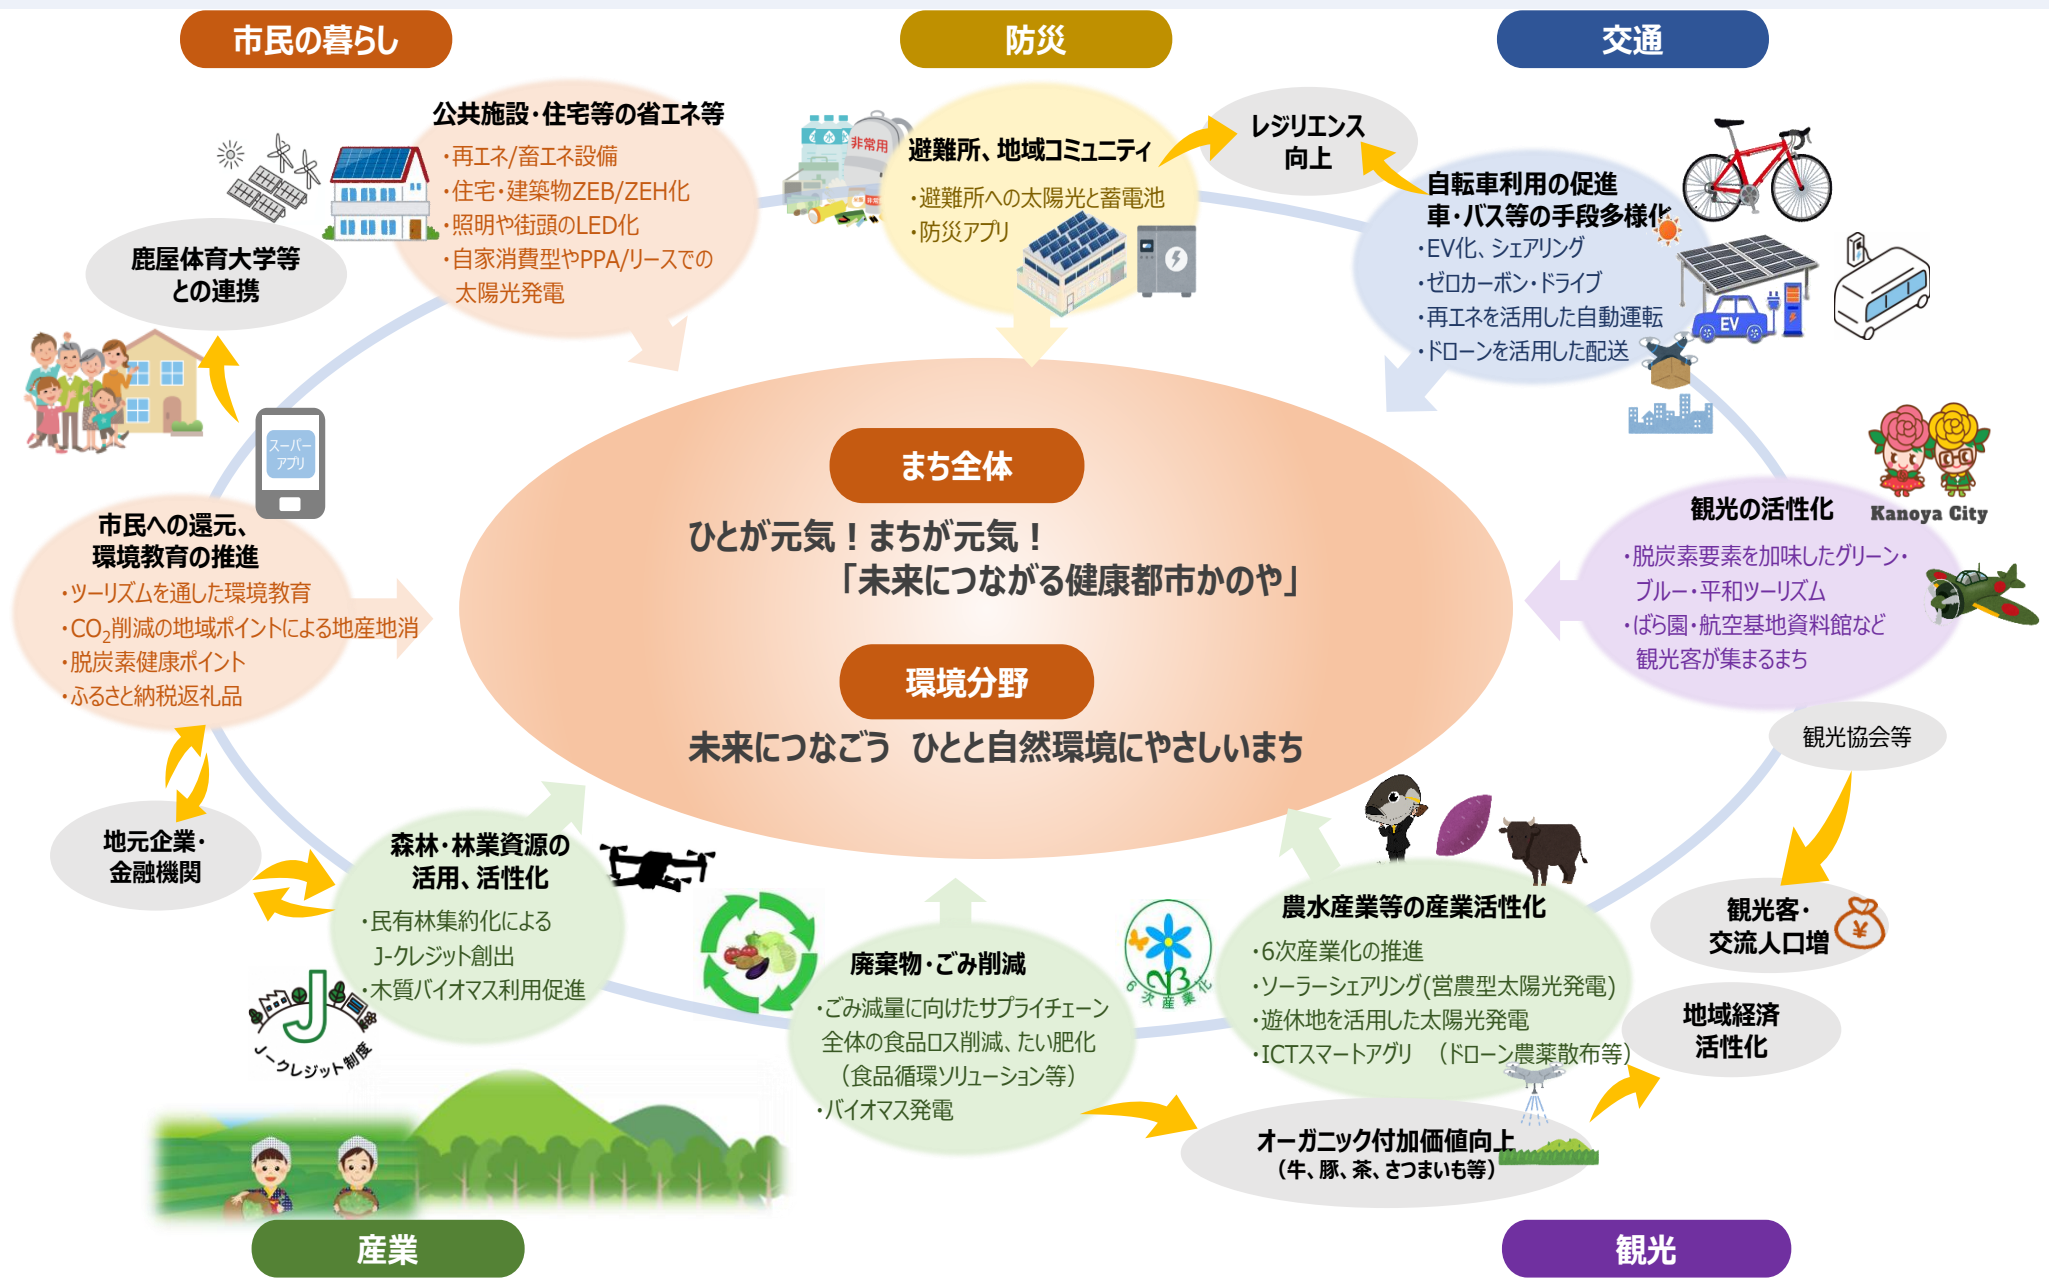 市民の暮らし
防災
交通
公共施設・住宅等の省エネ等
・再エネ/畜エネ設備
・住宅・建築物ZEB/ZEH化
・照明や街頭のLED化
・自家消費型やPPA/リースでの
太陽光発電
鹿屋体育大学等
との連携
非常用
水
避難所、地域コミュニティ
・避難所への太陽光と蓄電池
・防災アプリ
レジリエンス
向上
自転車利用の促進
車・バス等の手段多様化
・EV化、シェアリング
・ゼロカーボン・ドライブ
・再エネを活用した自動運転
・ドローンを活用した配送
EV
スーパー
アプリ
市民への還元、
環境教育の推進
・ツーリズムを通した環境教育
・CO₂削減の地域ポイントによる地産地消
・脱炭素健康ポイント
・ふるさと納税返礼品
まち全体
ひとが元気！まちが元気！
「未来につながる健康都市かのや」
環境分野
未来につなごう ひとと自然環境にやさしいまち
Kanoya City
観光の活性化
・脱炭素要素を加味したグリーン・
ブルー・平和ツーリズム
・ばら園・航空基地資料館など
観光客が集まるまち
観光協会等
観光客・
交流人口増
¥
地域経済
活性化
地元企業・
金融機関
森林・林業資源の
活用、活性化
・民有林集約化による
J-クレジット創出
・木質バイオマス利用促進
J
J-クレジット制度
廃棄物・ごみ削減
・ごみ減量に向けたサプライチェーン
全体の食品ロス削減、たい肥化
（食品循環ソリューション等）
・バイオマス発電
6次産業化
農水産業等の産業活性化
・6次産業化の推進
・ソーラーシェアリング(営農型太陽光発電)
・遊休地を活用した太陽光発電
・ICTスマートアグリ （ドローン農薬散布等）
オーガニック付加価値向上
（牛、豚、茶、さつまいも等）
産業
観光